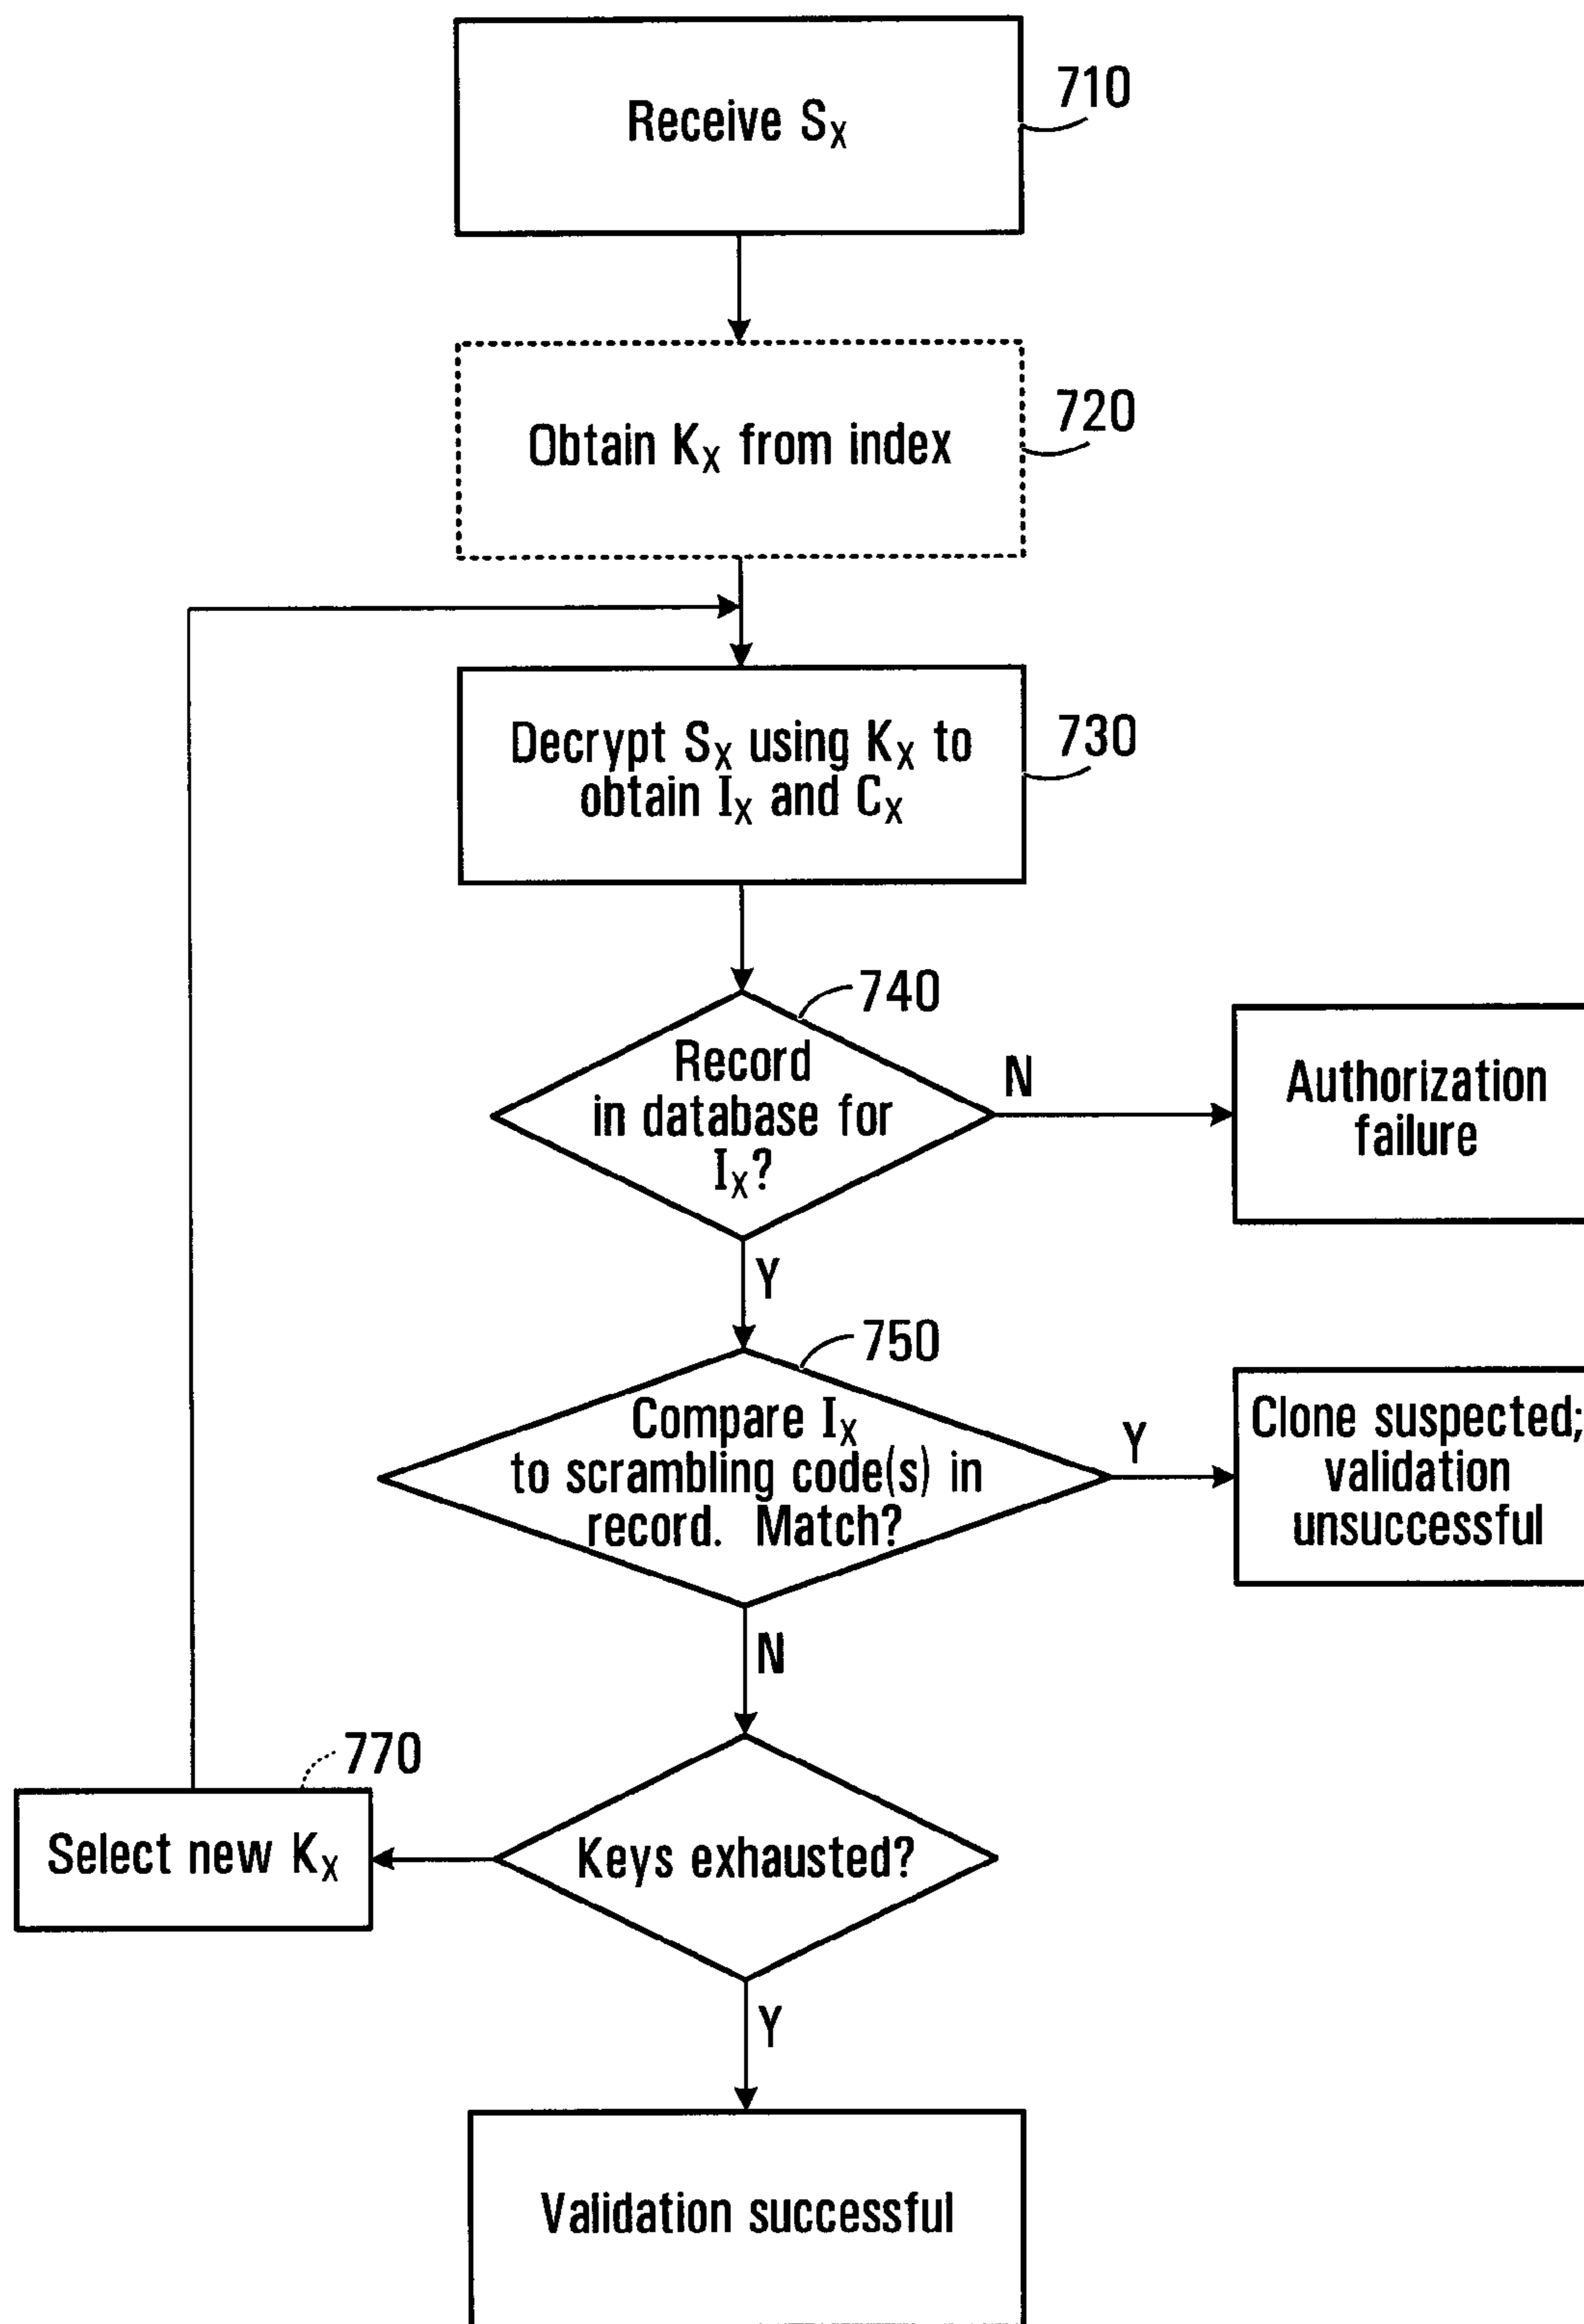 Receive Sx
710
Obtain Kx from index
720
Decrypt Sx using Kx to
obtain Ix and Cx
730
740
Record
in database for
Ix?
N
Authorization
failure
Y
750
Compare Ix
to scrambling code(s) in
record. Match?
Y
Clone suspected;
validation
unsuccessful
N
770
Select new Kx
Keys exhausted?
Y
Validation successful